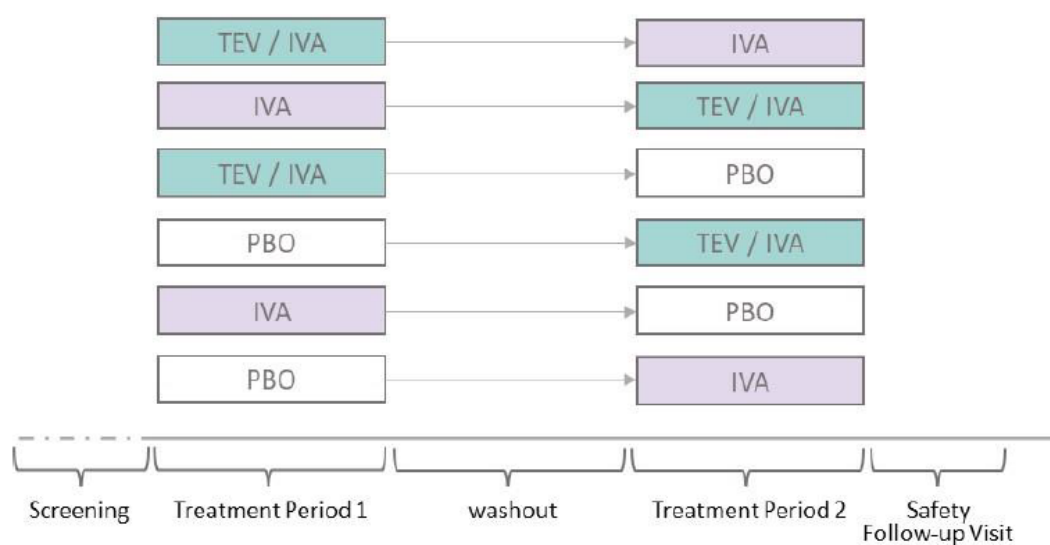 TEV / IVA
IVA
IVA
TEV / IVA
TEV / IVA
PBO
PBO
TEV / IVA
IVA
PBO
PBO
IVA
Screening
Treatment Period 1
washout
Treatment Period 2
Safety
Follow-up Visit